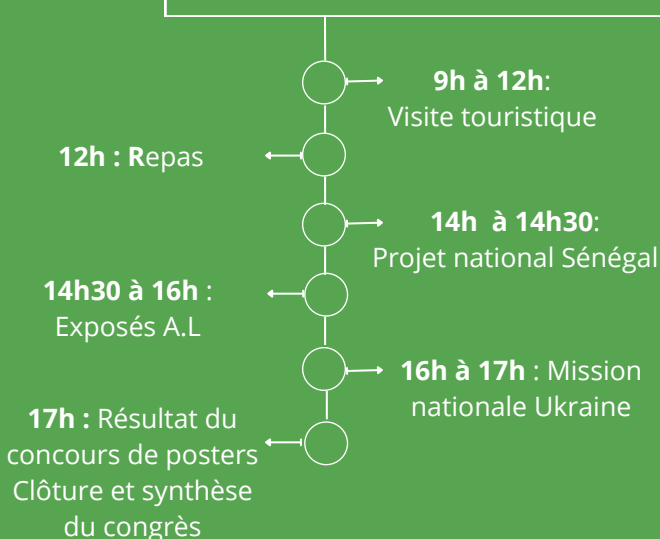 9h à 12h:
Visite touristique
12h : Repas
14h  à 14h30:
Projet national Sénégal
14h30 à 16h :
Exposés A.L
16h à 17h : Mission
nationale Ukraine
17h : Résultat du
concours de posters
Clôture et synthèse
du congrès